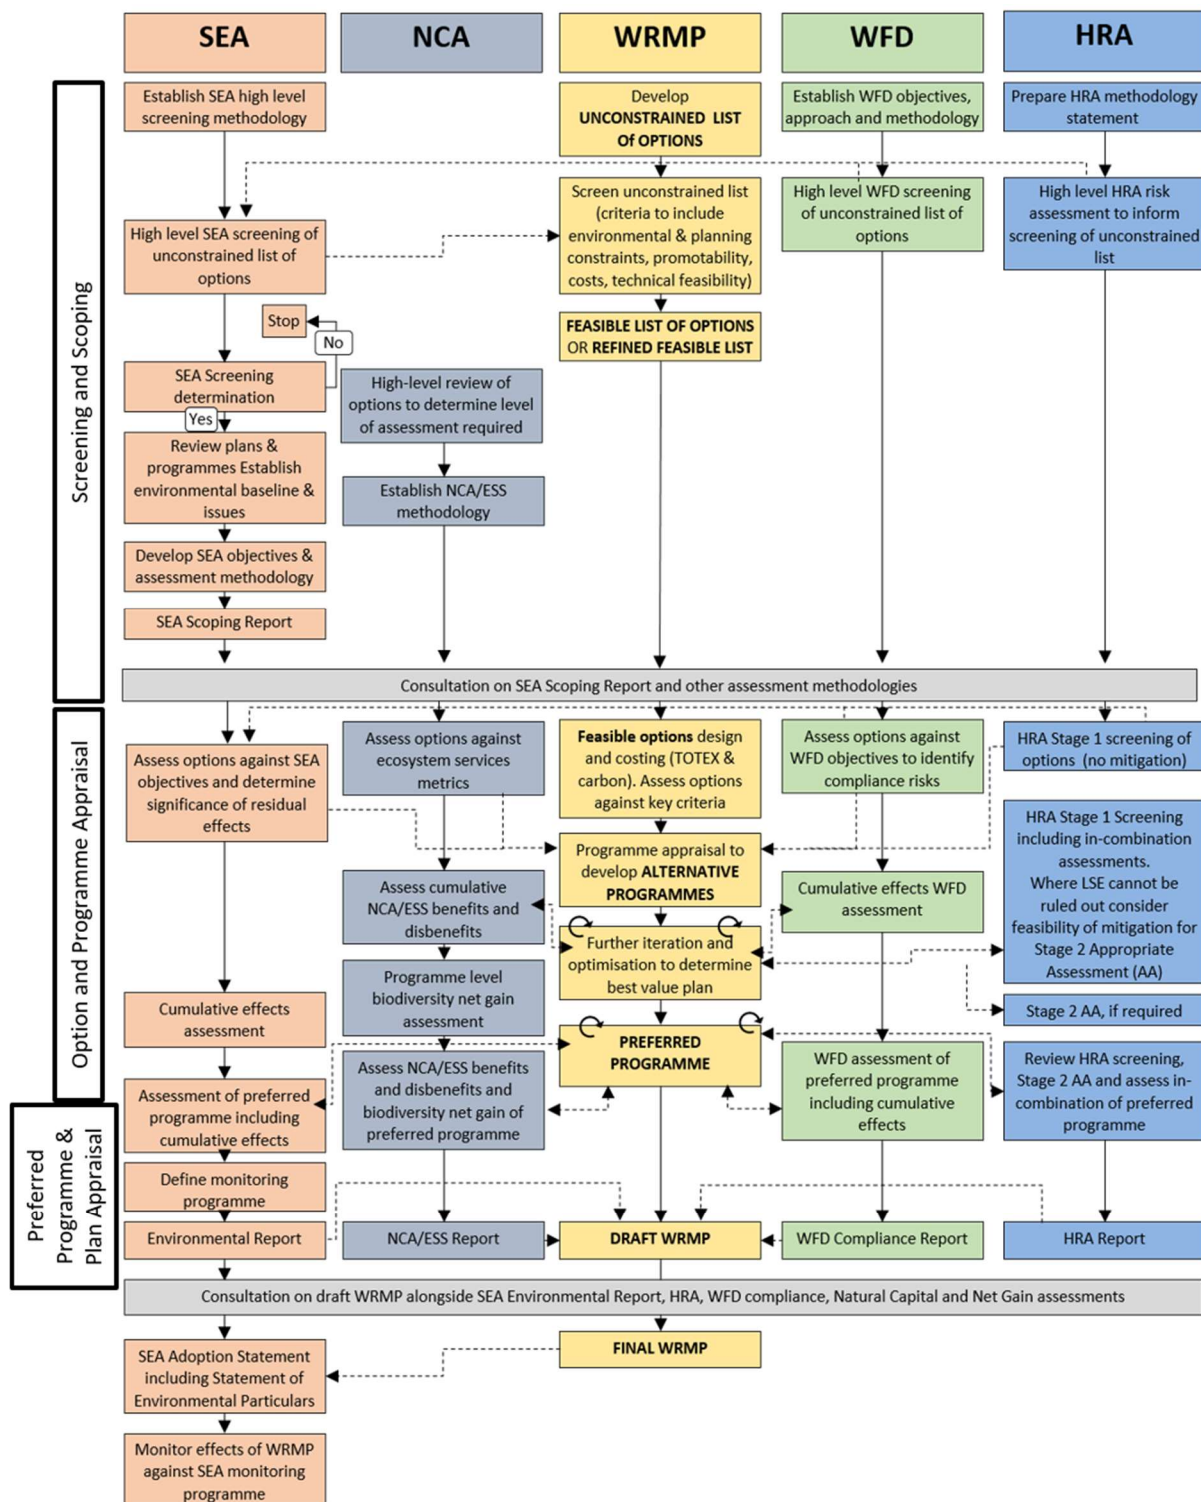 SEA
NCA
WRMP
WFD
HRA
Screening and Scoping
Establish SEA high level
screening methodology
Develop
UNCONSTRAINED LIST
Of OPTIONS
Establish WFD objectives,
approach and methodology
Prepare HRA methodology
statement
High level SEA screening of
unconstrained list of
options
Screen unconstrained list
(criteria to include
environmental & planning
constraints, promotability,
costs, technical feasibility)
High level WFD screening
of unconstrained list of
options
High level HRA risk
assessment to inform
screening of unconstrained
list
Stop
No
FEASIBLE LIST OF OPTIONS
OR REFINED FEASIBLE LIST
SEA Screening
determination
Yes
High-level review of
options to determine level
of assessment required
Review plans &
programmes Establish
environmental baseline &
issues
Establish NCA/ESS
methodology
Develop SEA objectives &
assessment methodology
SEA Scoping Report
Consultation on SEA Scoping Report and other assessment methodologies
Option and Programme Appraisal
Assess options against SEA
objectives and determine
significance of residual
effects
Assess options against
ecosystem services
metrics
Feasible options design
and costing (TOTEX &
carbon). Assess options
against key criteria
Assess options against
WFD objectives to identify
compliance risks
HRA Stage 1 screening of
options (no mitigation)
Programme appraisal to
develop ALTERNATIVE
PROGRAMMES
HRA Stage 1 Screening
including in-combination
assessments.
Where LSE cannot be
ruled out consider
feasibility of mitigation for
Stage 2 Appropriate
Assessment (AA)
Assess cumulative
NCA/ESS benefits and
disbenefits
Cumulative effects WFD
assessment
Further iteration and
optimisation to determine
best value plan
Programme level
biodiversity net gain
assessment
Cumulative effects
assessment
Stage 2 AA, if required
PREFERRED
PROGRAMME
Preferred
Programme &
Plan Appraisal
Assessment of preferred
programme including
cumulative effects
Assess NCA/ESS benefits
and disbenefits and
biodiversity net gain of
preferred programme
WFD assessment of
preferred programme
including cumulative
effects
Review HRA screening,
Stage 2 AA and assess in-
combination of preferred
programme
Define monitoring
programme
Environmental Report
NCA/ESS Report
DRAFT WRMP
WFD Compliance Report
HRA Report
Consultation on draft WRMP alongside SEA Environmental Report, HRA, WFD compliance, Natural Capital and Net Gain assessments
SEA Adoption Statement
including Statement of
Environmental Particulars
FINAL WRMP
Monitor effects of WRMP
against SEA monitoring
programme